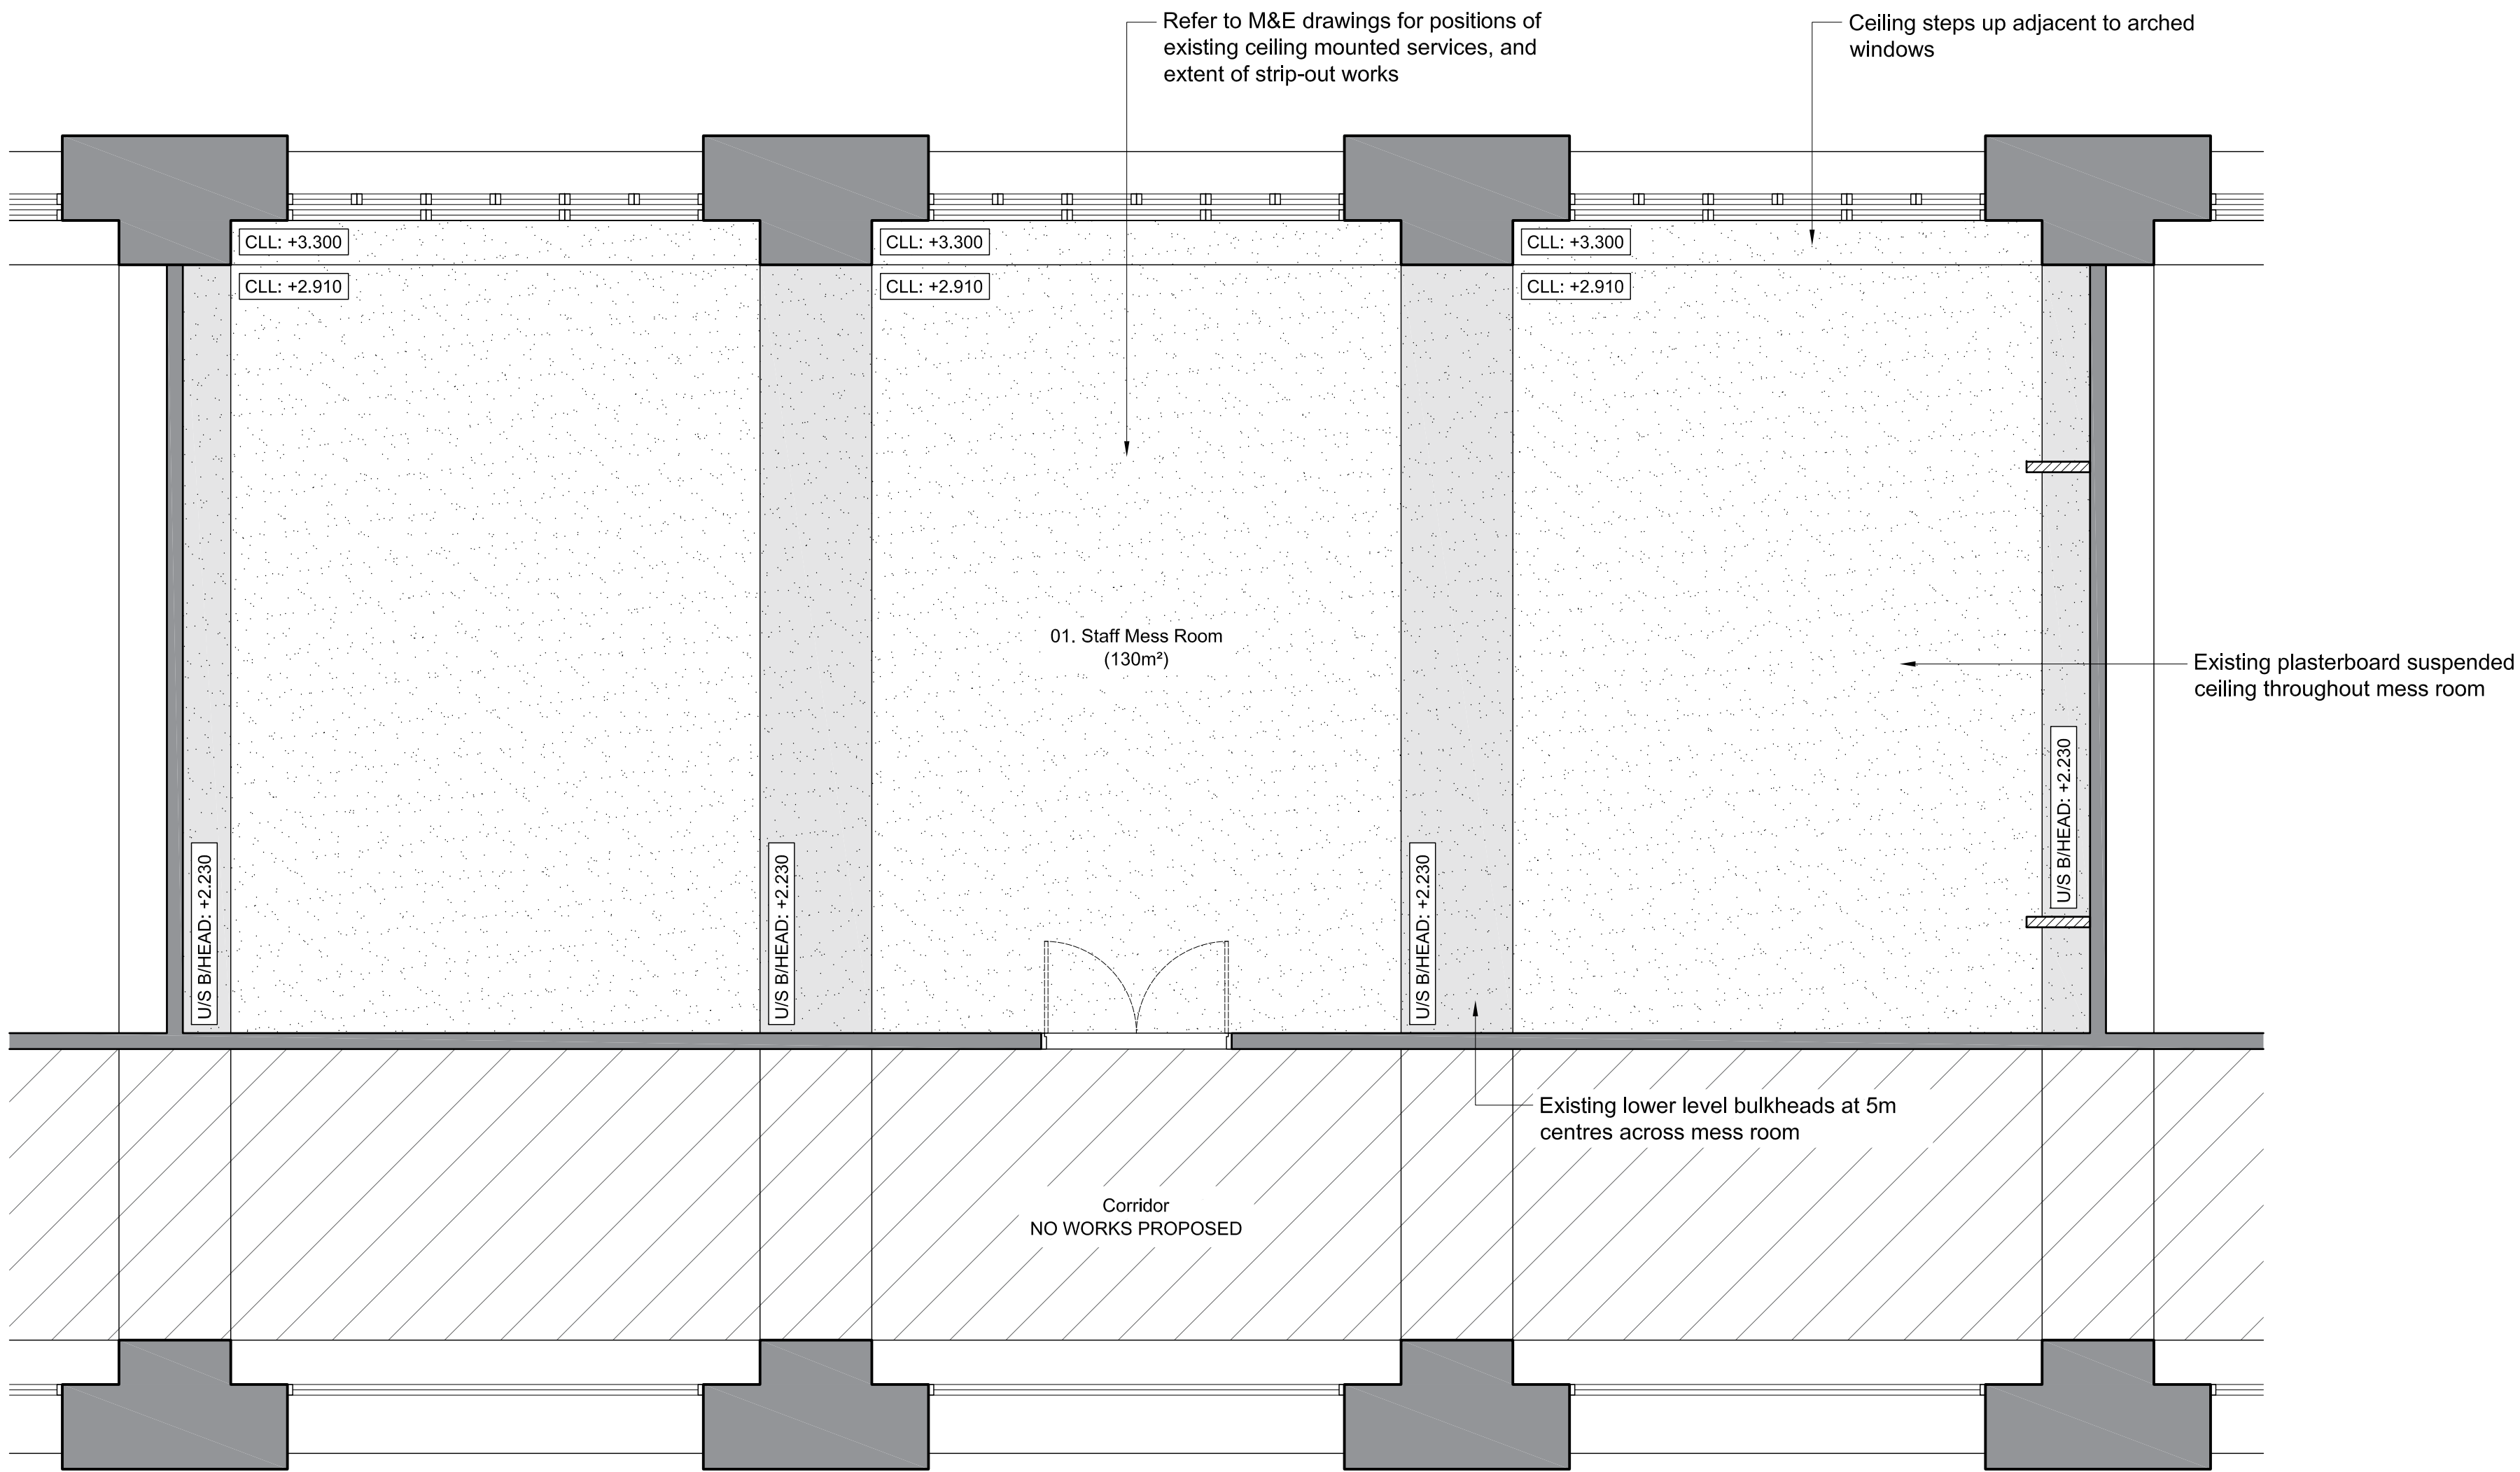 Refer to M&E drawings for positions of
existing ceiling mounted services, and
extent of strip-out works
Ceiling steps up adjacent to arched
windows
CLL: +3.300
CLL: +3.300
CLL: +3.300
CLL: +2.910
CLL: +2.910
CLL: +2.910
01. Staff Mess Room
(130m²)
Existing plasterboard suspended
ceiling throughout mess room
U/S B/HEAD: +2.230
U/S B/HEAD: +2.230
U/S B/HEAD: +2.230
U/S B/HEAD: +2.230
Existing lower level bulkheads at 5m
centres across mess room
Corridor
NO WORKS PROPOSED